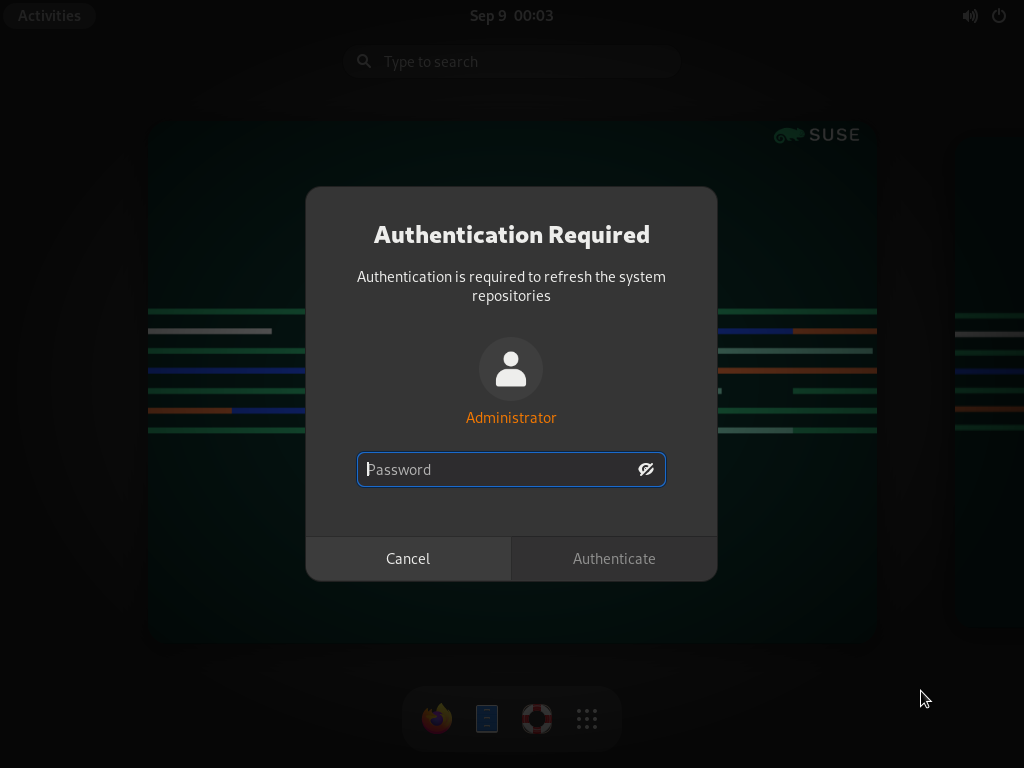 Activities
Sep 9 00:03
Type to search
SUSE
Authentication Required
Authentication is required to refresh the system
repositories
Administrator
Password
Cancel
Authenticate